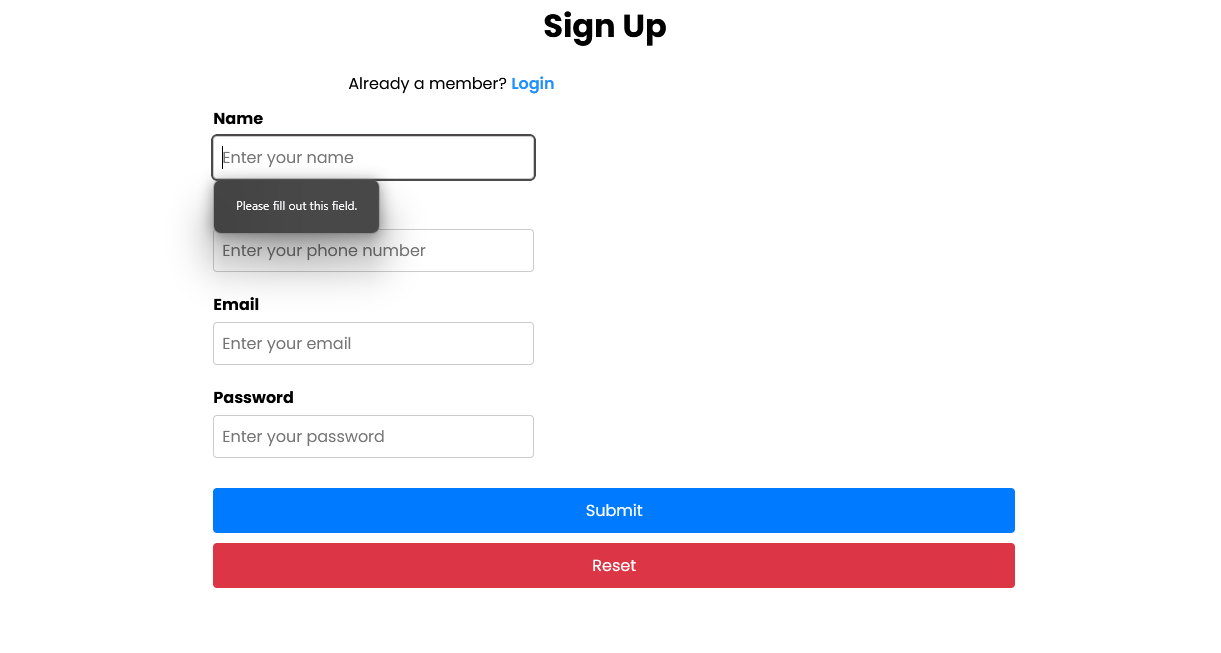 Sign Up
Already a member? Login
Name
Enter your name
Please fill out this field.
Enter your phone number
Email
Enter your email
Password
Enter your password
Submit
Reset